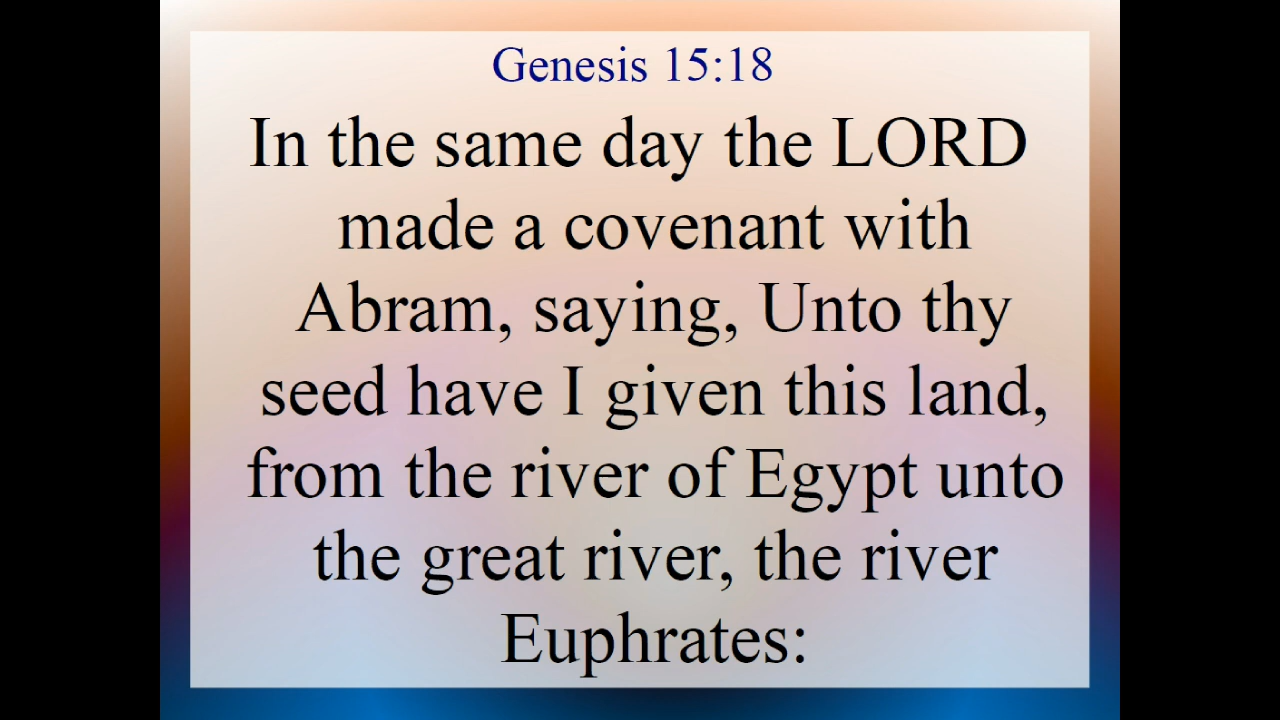 Genesis 15:18
In the same day the LORD
made a covenant with
Abram, saying, Unto thy
seed have I given this land,
from the river of Egypt unto
the great river, the river
Euphrates: